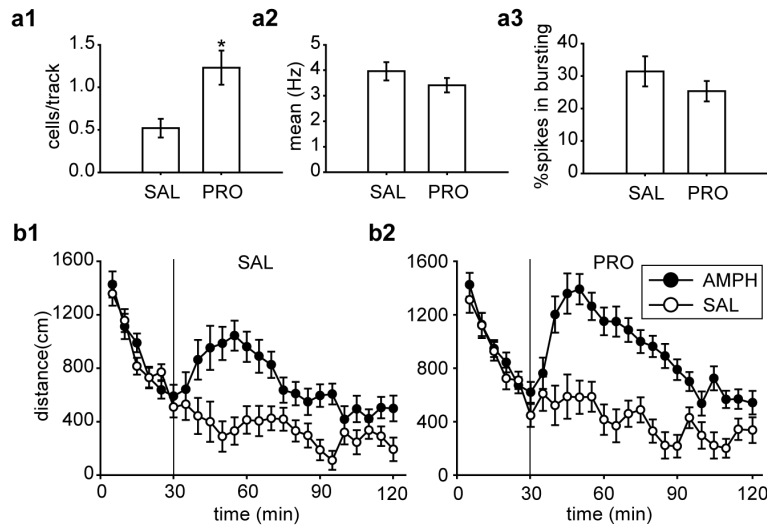 a1
a2
a3
cells/track
1.5
1.0
0.5
0.0
*
SAL
PRO
mean (Hz)
5
4
3
2
1
0
SAL
PRO
%spikes in bursting
40
30
20
10
0
SAL
PRO
b1
SAL
distance(cm)
1600
1200
800
400
0
0
30
60
90
120
time (min)
b2
PRO
AMPH
SAL
1600
1200
800
400
0
0
30
60
90
120
time (min)